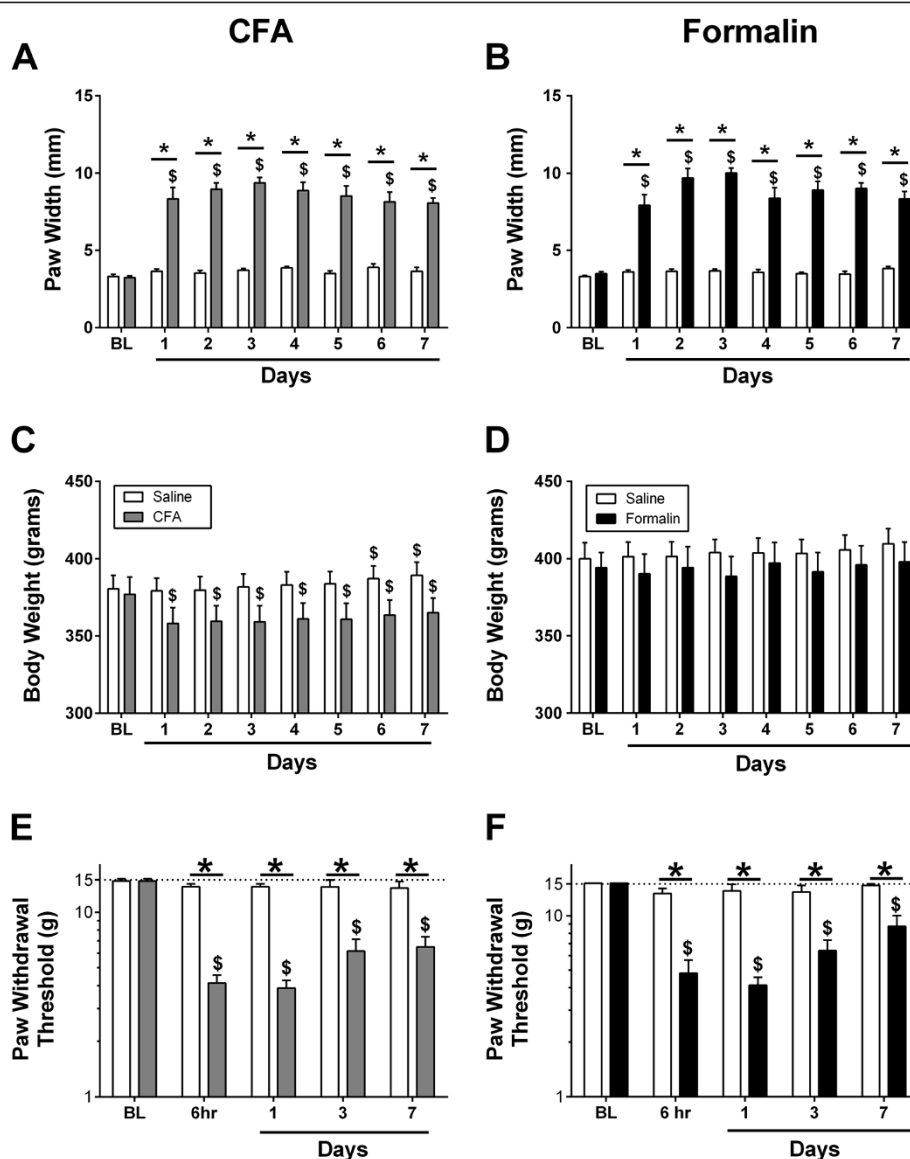 CFA
Formalin
A
Paw Width (mm)
15
10
5
0
* * * * * * *
$ $ $ $ $ $ $
BL 1 2 3 4 5 6 7
Days
B
Paw Width (mm)
15
10
5
0
* * * * * * *
$ $ $ $ $ $ $
BL 1 2 3 4 5 6 7
Days
C
Body Weight (grams)
450
400
350
300
Saline
CFA
$ $ $ $ $ $ $ $ $
BL 1 2 3 4 5 6 7
Days
D
Body Weight (grams)
450
400
350
300
Saline
Formalin
BL 1 2 3 4 5 6 7
Days
E
Paw Withdrawal
Threshold (g)
15
10
1
* * * *
$ $ $ $
BL 6hr 1 3 7
Days
F
Paw Withdrawal
Threshold (g)
15
10
1
* * * *
$ $ $ $
BL 6 hr 1 3 7
Days